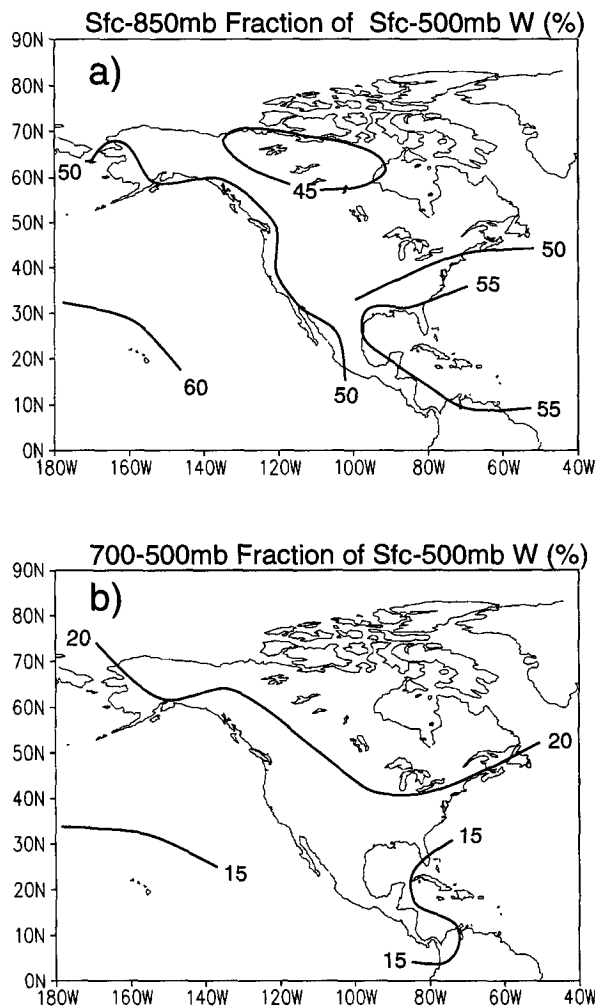 Sfc-850mb Fraction of Sfc-500mb W (%)
a)
90N
80N
70N
60N
50N
40N
30N
20N
10N
0N
50
45
50
55
60
50
55
180W 160W 140W 120W 100W 80W 60W 40W
700-500mb Fraction of Sfc-500mb W (%)
b)
90N
80N
70N
60N
50N
40N
30N
20N
10N
0N
20
20
15
15
15
180W 160W 140W 120W 100W 80W 60W 40W